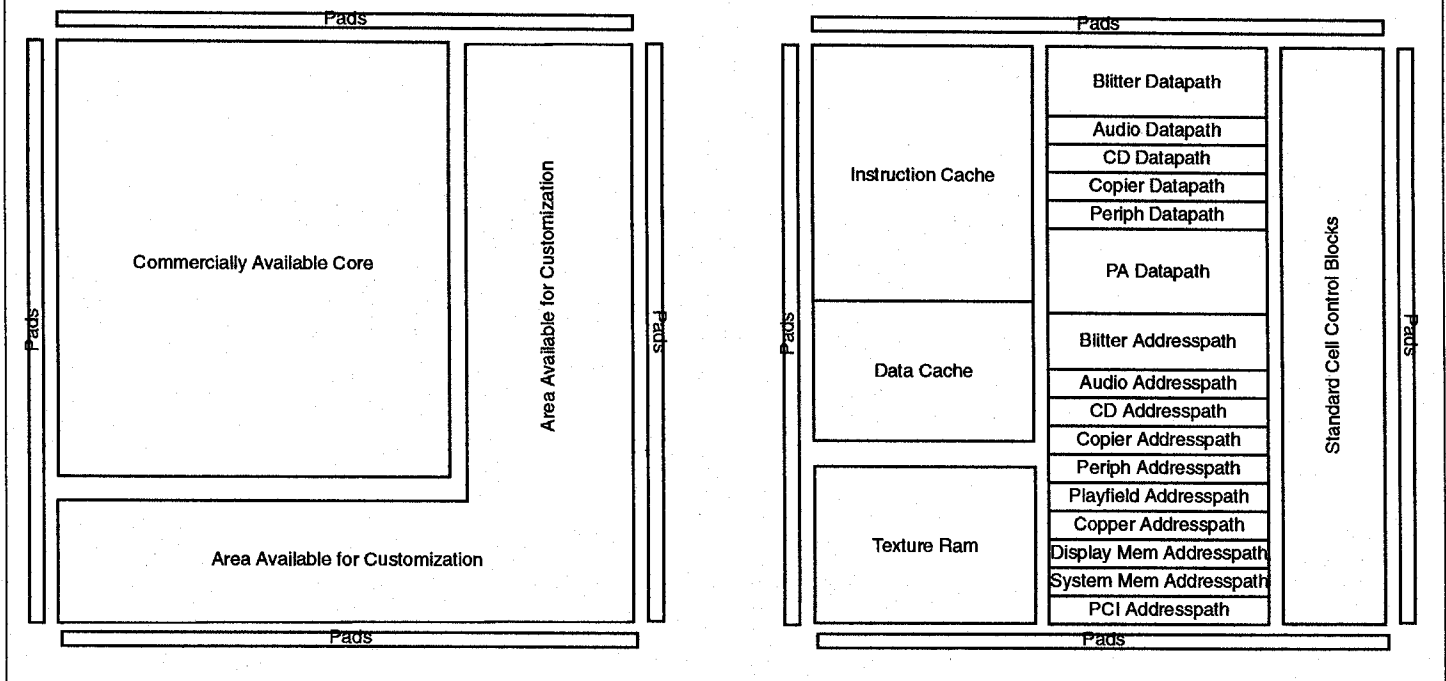 Pads
Pads
Commercially Available Core
Area Available for Customization
Pads
Area Available for Customization
Pads
Pads
Pads
Instruction Cache
Data Cache
Texture Ram
Blitter Datapath
Audio Datapath
CD Datapath
Copier Datapath
Periph Datapath
PA Datapath
Blitter Addresspath
Audio Addresspath
CD Addresspath
Copier Addresspath
Periph Addresspath
Playfield Addresspath
Copper Addresspath
Display Mem Addresspath
System Mem Addresspath
PCI Addresspath
Standard Cell Control Blocks
Pads
Pads